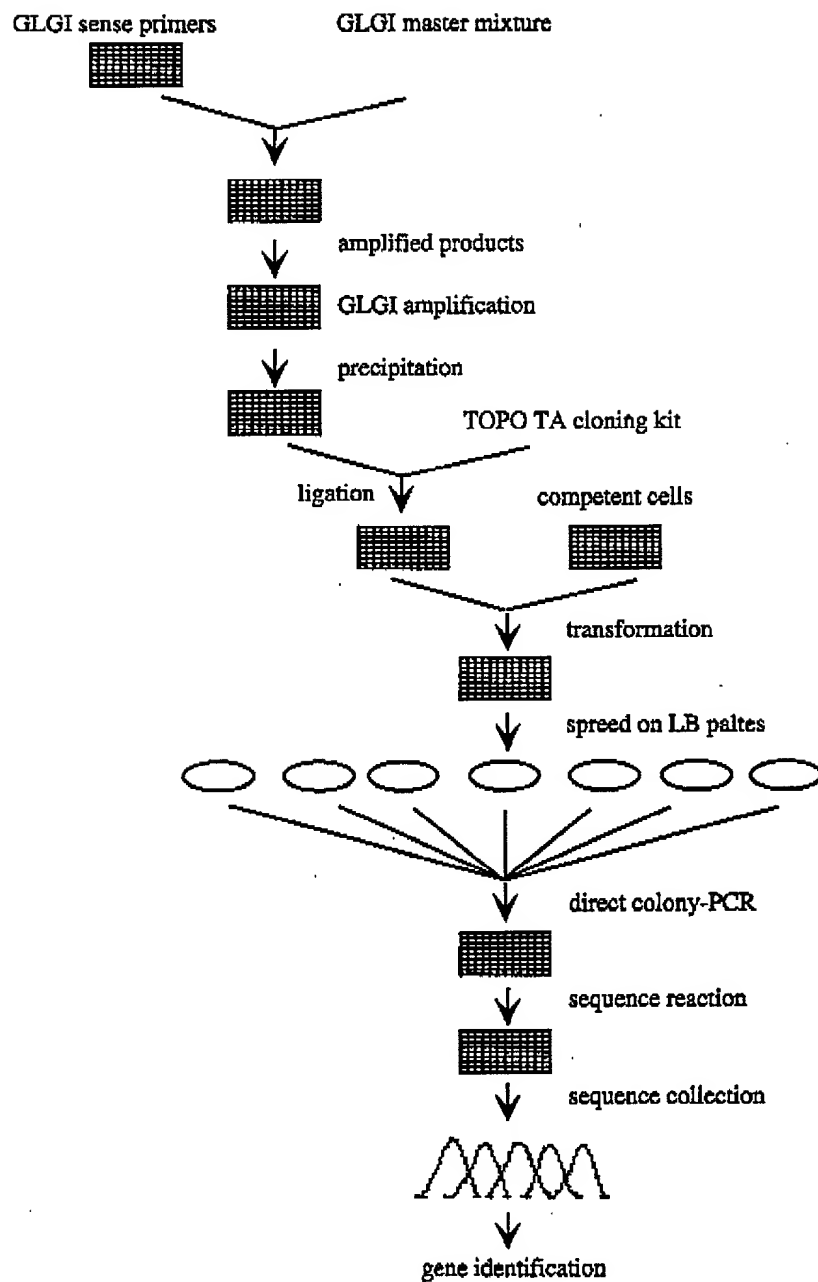 GLGI sense primers
GLGI master mixture
amplified products
GLGI amplification
precipitation
TOPO TA cloning kit
ligation
competent cells
transformation
spreed on LB paltes
direct colony-PCR
sequence reaction
sequence collection
gene identification